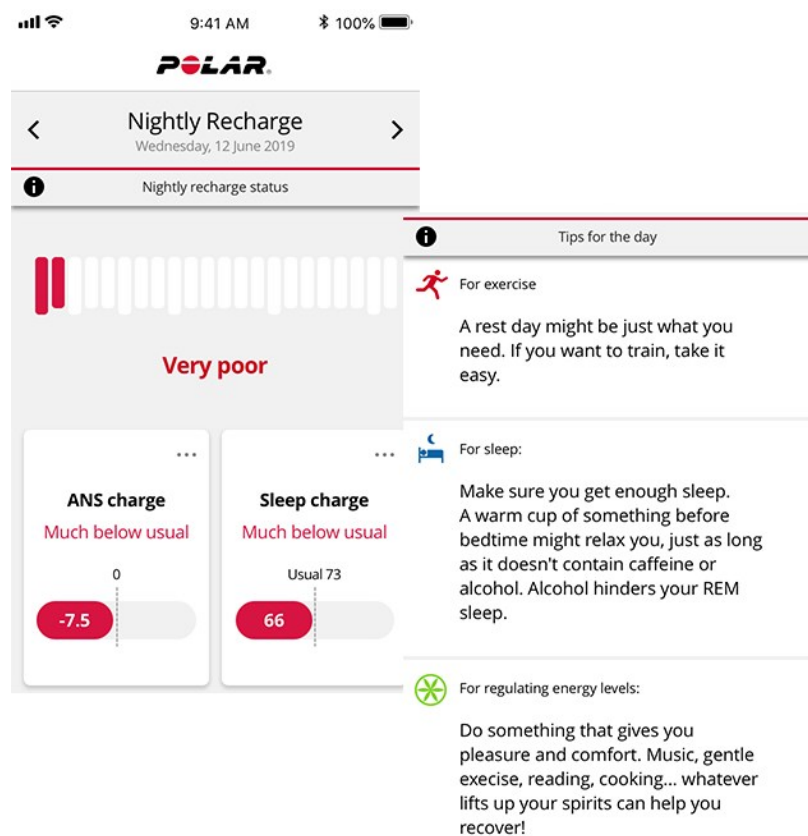 9:41 AM
100%
POLAR.
Nightly Recharge
Wednesday, 12 June 2019
Nightly recharge status
Very poor
ANS charge
Much below usual
0
-7.5
Sleep charge
Much below usual
Usual 73
66
Tips for the day
For exercise
A rest day might be just what you
need. If you want to train, take it
easy.
For sleep:
Make sure you get enough sleep.
A warm cup of something before
bedtime might relax you, just as long
as it doesn't contain caffeine or
alcohol. Alcohol hinders your REM
sleep.
For regulating energy levels:
Do something that gives you
pleasure and comfort. Music, gentle
execise, reading, cooking... whatever
lifts up your spirits can help you
recover!